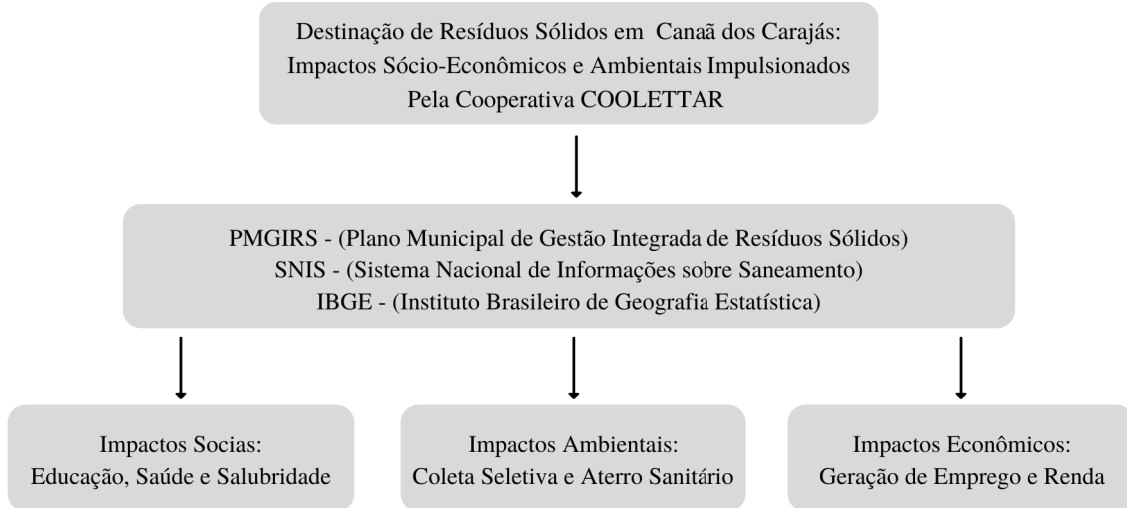 Destinação de Resíduos Sólidos em Canaã dos Carajás:
Impactos Sócio-Econômicos e Ambientais Impulsionados
Pela Cooperativa COOLETTAR
PMGIRS - (Plano Municipal de Gestão Integrada de Resíduos Sólidos)
SNIS - (Sistema Nacional de Informações sobre Saneamento)
IBGE - (Instituto Brasileiro de Geografia Estatística)
Impactos Socias:
Educação, Saúde e Salubridade
Impactos Ambientais:
Coleta Seletiva e Aterro Sanitário
Impactos Econômicos:
Geração de Emprego e Renda